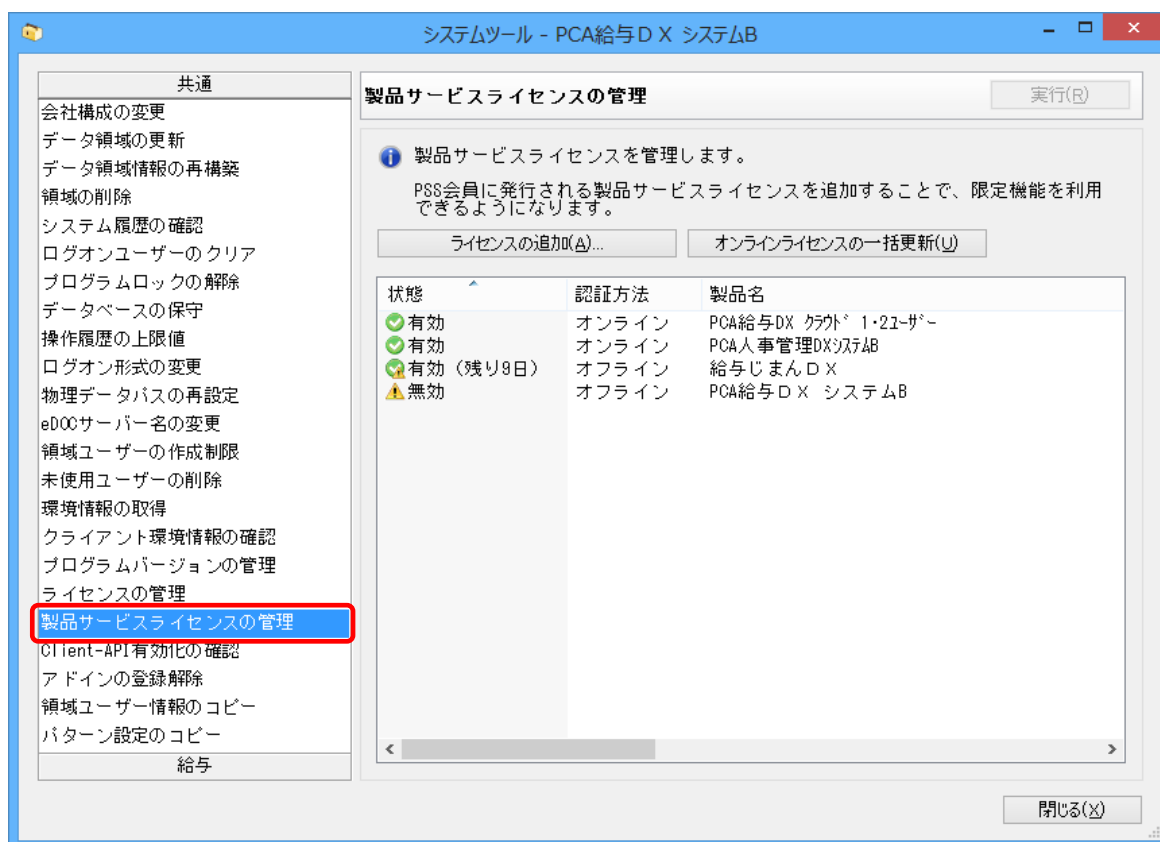 システムツール - PCA給与ＤＸ システムB
共通
会社構成の変更
データ領域の更新
データ領域情報の再構築
領域の削除
システム履歴の確認
ログオンユーザーのクリア
プログラムロックの解除
データベースの保守
操作履歴の上限値
ログオン形式の変更
物理データパスの再設定
eDOCサーバー名の変更
領域ユーザーの作成制限
未使用ユーザーの削除
環境情報の取得
クライアント環境情報の確認
プログラムバージョンの管理
ライセンスの管理
製品サービスライセンスの管理
Client-API有効化の確認
アドインの登録解除
領域ユーザー情報のコピー
パターン設定のコピー
給与
製品サービスライセンスの管理
実行(R)
製品サービスライセンスを管理します。
PSS会員に発行される製品サービスライセンスを追加することで、限定機能を利用
できるようになります。
ライセンスの追加(A)...
オンラインライセンスの一括更新(U)
状態 認証方法 製品名
有効 オンライン PCA給与DX ｸﾗｳﾄﾞ 1･2ﾕｰｻﾞｰ
有効 オンライン PCA人事管理DXｼｽﾃﾑB
有効（残り9日） オフライン 給与じまんＤＸ
無効 オフライン PCA給与ＤＸ システムB
閉じる(X)